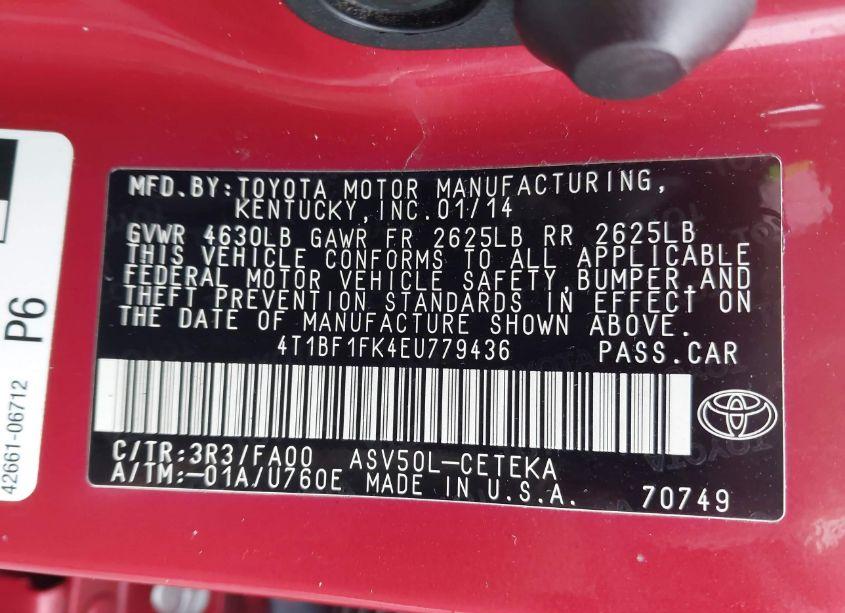 MFD.BY:TOYOTA MOTOR MANUFACTURING,
KENTUCKY,INC.01/14
GVWR 4630LB GAWR FR 2625LB RR 2625LB
THIS VEHICLE CONFORMS TO ALL APPLICABLE
FEDERAL MOTOR VEHICLE SAFETY,BUMPER,AND
THEFT PREVENTION STANDARDS IN EFFECT ON
THE DATE OF MANUFACTURE SHOWN ABOVE.
4T1BF1FK4EU779436 PASS.CAR
C/TR:3R3/FA00 ASV50L-CETEKA
A/TM:-01A/U760E MADE IN U.S.A. 70749
P6
42661-06712